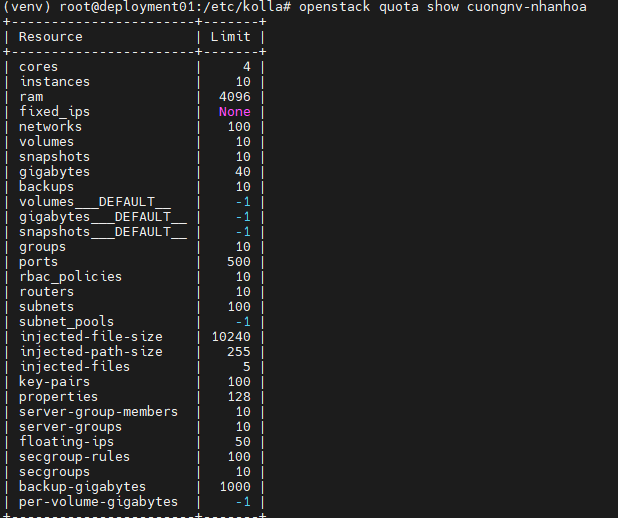 (venv) root@deployment01:/etc/kolla# openstack quota show cuongnv-nhanhoa
+-----------------------+-------+
| Resource              | Limit |
+-----------------------+-------+
| cores                 |     4 |
| instances             |    10 |
| ram                   |  4096 |
| fixed_ips             |  None |
| networks              |   100 |
| volumes               |    10 |
| snapshots             |    10 |
| gigabytes             |    40 |
| backups               |    10 |
| volumes___DEFAULT__   |    -1 |
| gigabytes___DEFAULT__ |    -1 |
| snapshots___DEFAULT__ |    -1 |
| groups                |    10 |
| ports                 |   500 |
| rbac_policies         |    10 |
| routers               |    10 |
| subnets               |   100 |
| subnet_pools          |    -1 |
| injected-file-size    | 10240 |
| injected-path-size    |   255 |
| injected-files        |     5 |
| key-pairs             |   100 |
| properties            |   128 |
| server-group-members  |    10 |
| server-groups         |    10 |
| floating-ips          |    50 |
| secgroup-rules        |   100 |
| secgroups             |    10 |
| backup-gigabytes      |  1000 |
| per-volume-gigabytes  |    -1 |
+-----------------------+-------+